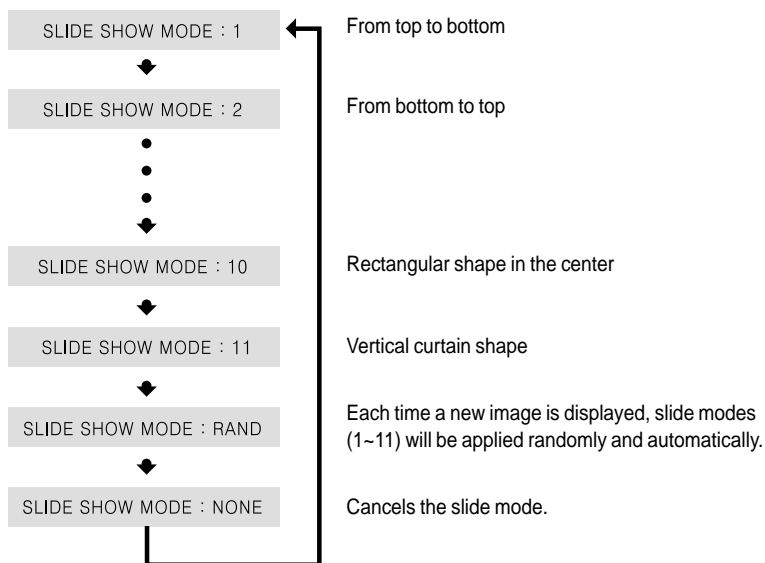 SLIDE SHOW MODE : 1
From top to bottom
SLIDE SHOW MODE : 2
From bottom to top
SLIDE SHOW MODE : 10
Rectangular shape in the center
SLIDE SHOW MODE : 11
Vertical curtain shape
SLIDE SHOW MODE : RAND
Each time a new image is displayed, slide modes
(1~11) will be applied randomly and automatically.
SLIDE SHOW MODE : NONE
Cancels the slide mode.